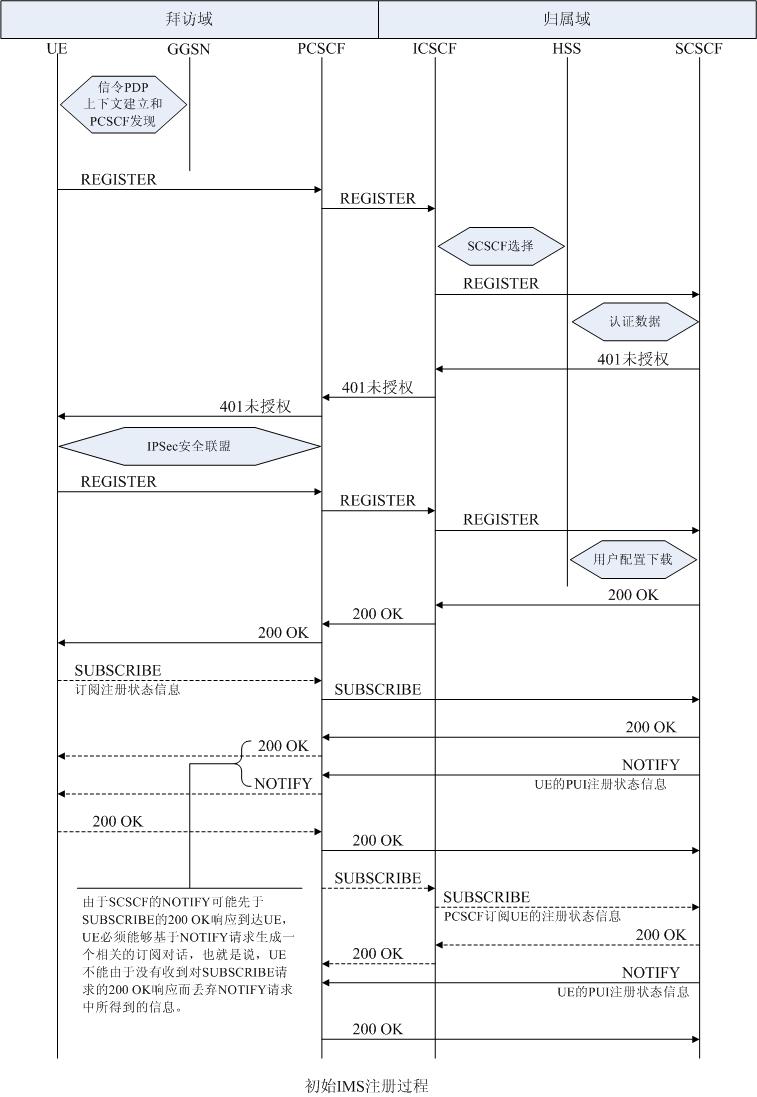 拜访域
归属域
UE
GGSN
PCSCF
ICSCF
HSS
SCSCF
信令PDP
上下文建立和
PCSCF发现
REGISTER
REGISTER
SCSCF选择
REGISTER
认证数据
401未授权
401未授权
401未授权
IPSec安全联盟
REGISTER
REGISTER
REGISTER
用户配置下载
200 OK
200 OK
200 OK
SUBSCRIBE
订阅注册状态信息
SUBSCRIBE
200 OK
200 OK
NOTIFY
UE的PUI注册状态信息
NOTIFY
200 OK
200 OK
SUBSCRIBE
SUBSCRIBE
PCSCF订阅UE的注册状态信息
200 OK
200 OK
NOTIFY
UE的PUI注册状态信息
200 OK
由于SCSCF的NOTIFY可能先于
SUBSCRIBE的200 OK响应到达UE,
UE必须能够基于NOTIFY请求生成一
个相关的订阅对话，也就是说，UE
不能由于没有收到对SUBSCRIBE请
求的200 OK响应而丢弃NOTIFY请求
中所得到的信息。
初始IMS注册过程